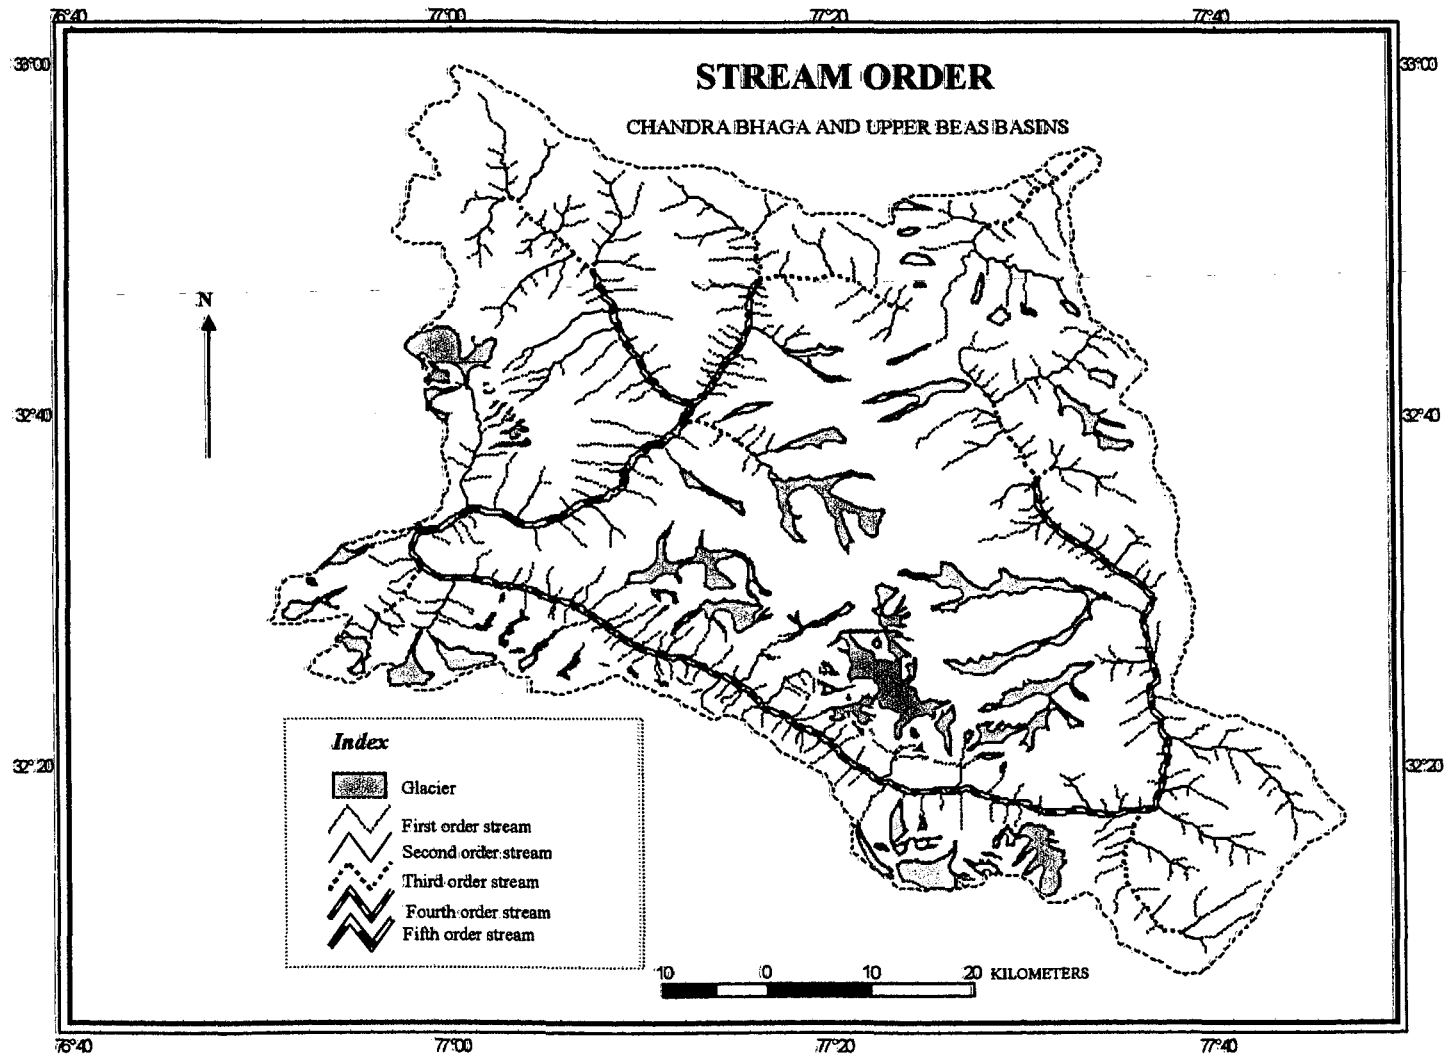 76°40 77°00 77°20 77°40
33°00 33°00
STREAM ORDER
CHANDRA BHAGA AND UPPER BEAS BASINS
N
32°40 32°40
Index
Glacier
First order stream
Second order stream
Third order stream
Fourth order stream
Fifth order stream
32°20 32°20
10 0 10 20 KILOMETERS
76°40 77°00 77°20 77°40